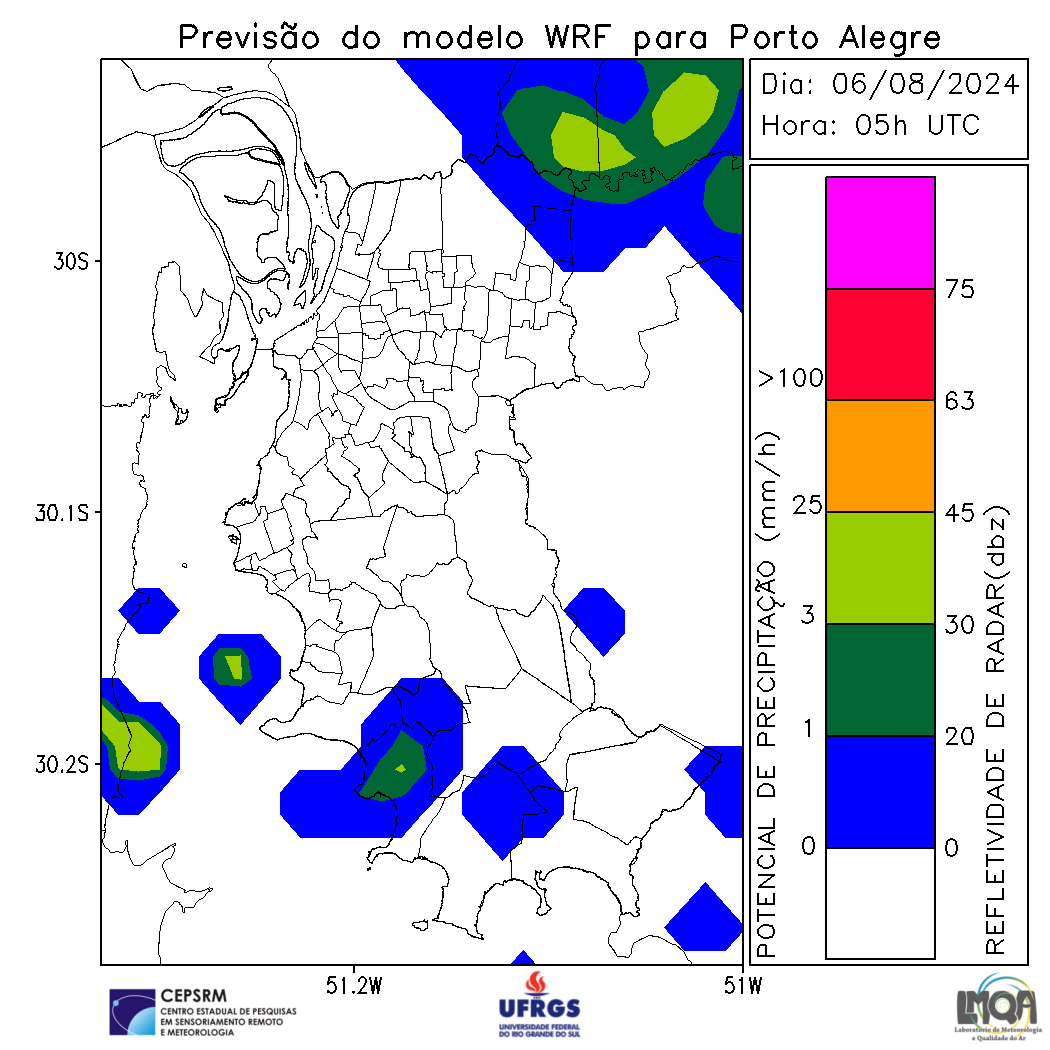 Previsão do modelo WRF para Porto Alegre
Dia: 06/08/2024
Hora: 05h UTC
30S
30.1S
30.2S
51.2W
51W
POTENCIAL DE PRECIPITAÇÃO (mm/h)
>100
25
3
1
0
75
63
45
30
20
0
REFLETIVIDADE DE RADAR(dbz)
CEPSRM
CENTRO ESTADUAL DE PESQUISAS
EM SENSORIAMENTO REMOTO
E METEOROLOGIA
UFRGS
UNIVERSIDADE FEDERAL
DO RIO GRANDE DO SUL
LMQA
Laboratório de Meteorologia
e Qualidade do Ar